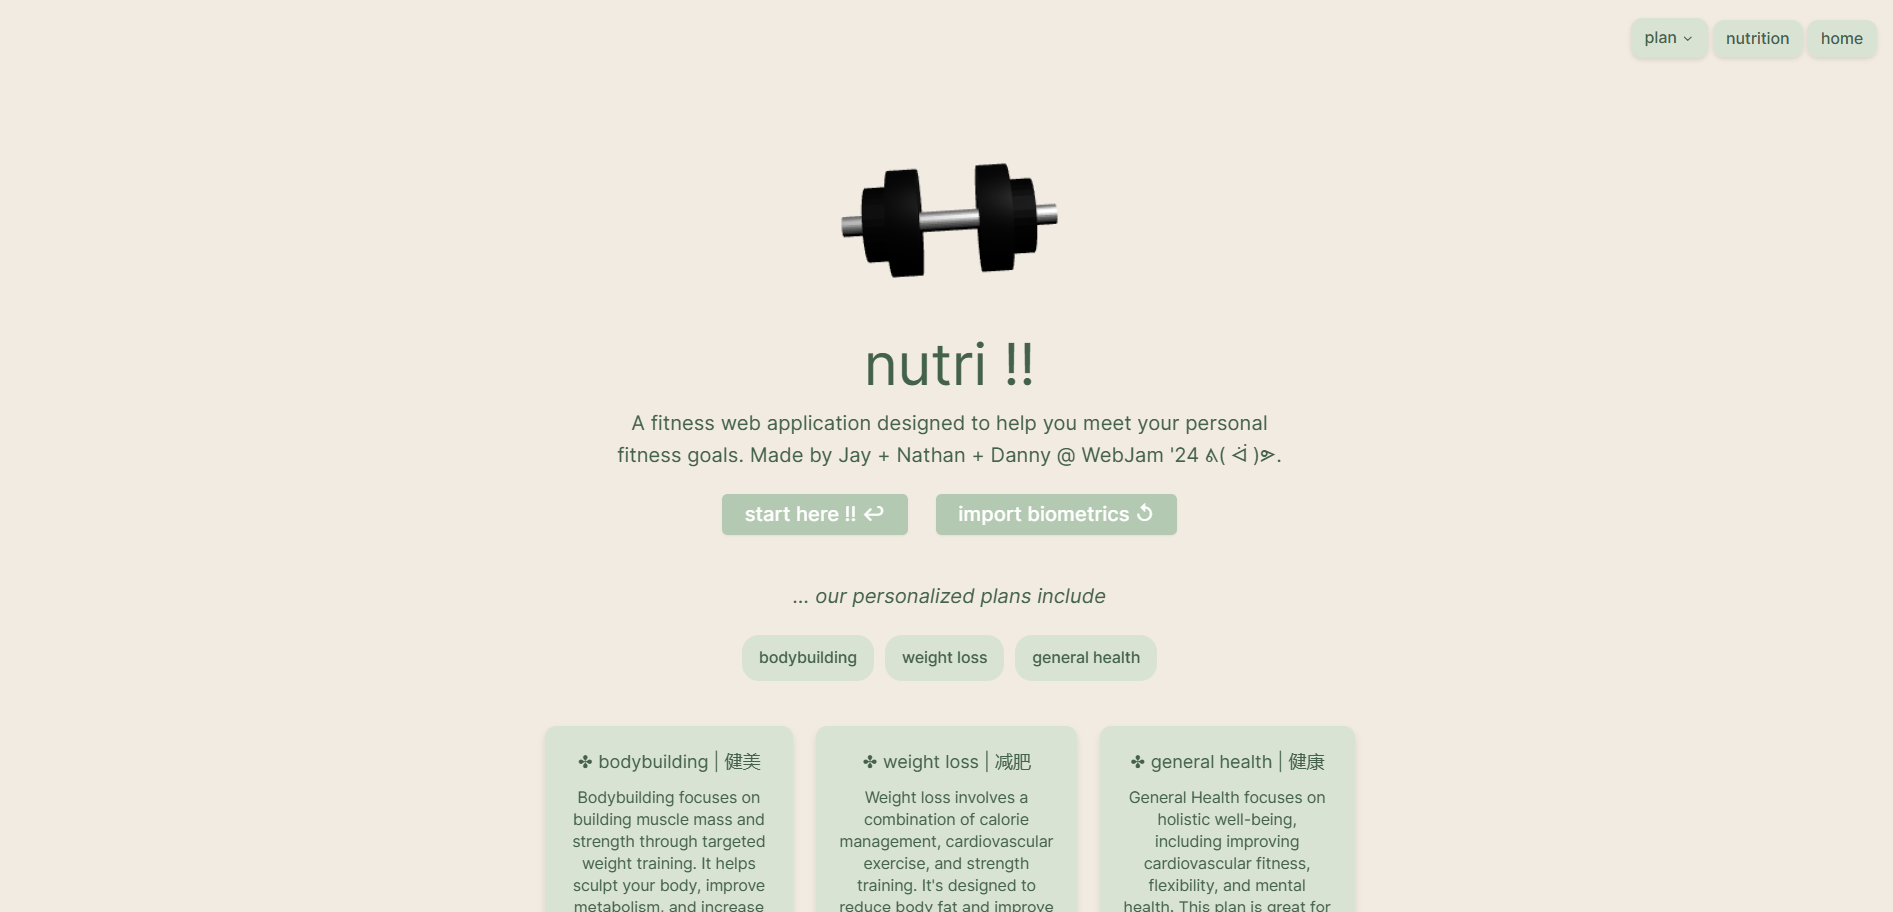 plan
nutrition
home
nutri !!
A fitness web application designed to help you meet your personal
fitness goals. Made by Jay + Nathan + Danny @ WebJam '24 ᕕ( ᐛ )ᕗ.
start here !! ↩
import biometrics ↺
... our personalized plans include
bodybuilding
weight loss
general health
✤ bodybuilding | 健美
Bodybuilding focuses on
building muscle mass and
strength through targeted
weight training. It helps
sculpt your body, improve
metabolism, and increase
✤ weight loss | 减肥
Weight loss involves a
combination of calorie
management, cardiovascular
exercise, and strength
training. It's designed to
reduce body fat and improve
✤ general health | 健康
General Health focuses on
holistic well-being,
including improving
cardiovascular fitness,
flexibility, and mental
health. This plan is great for